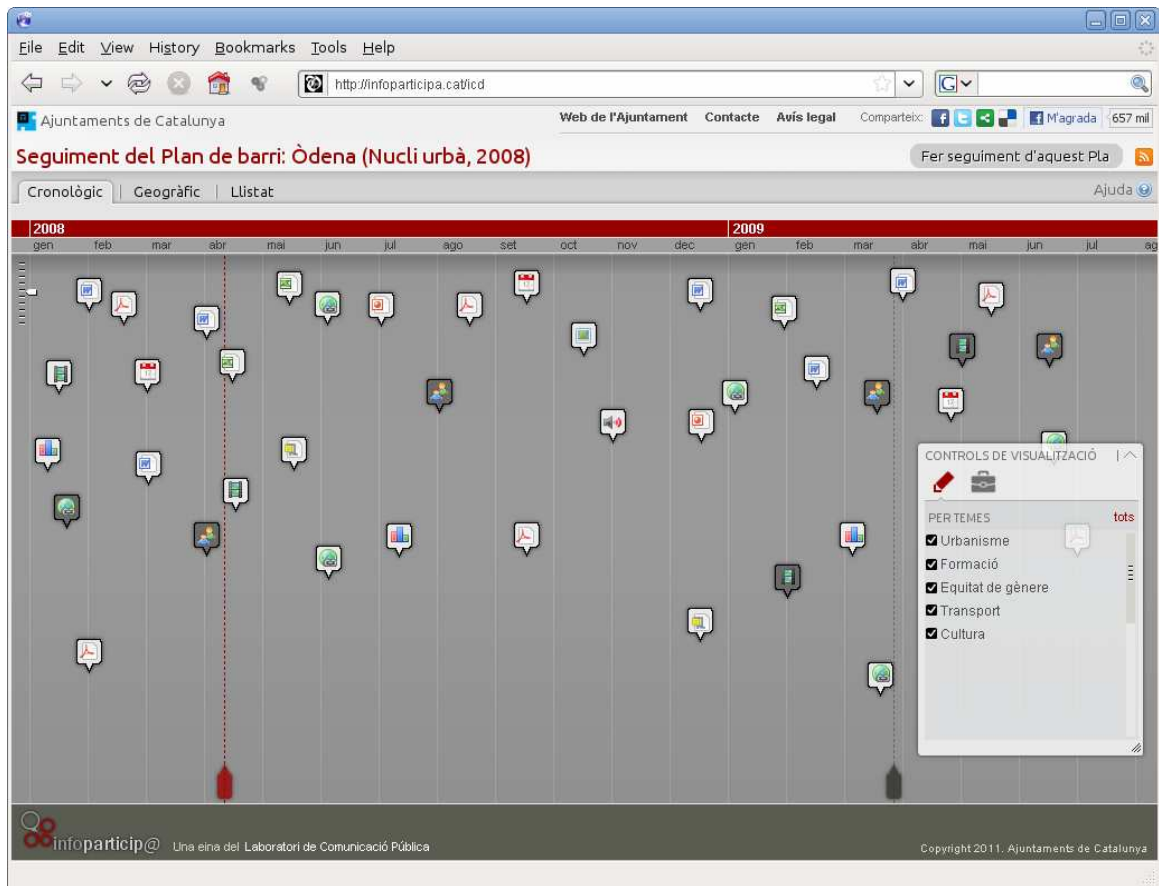 File Edit View History Bookmarks Tools Help
http://infoparticipa.cat/icd
Ajuntaments de Catalunya
Web de l'Ajuntament Contacte Avís legal Comparteix: M'agrada 657 mil
Seguiment del Plan de barri: Òdena (Nucli urbà, 2008)
Fer seguiment d'aquest Pla
Cronològic | Geogràfic | Llistat
Ajuda
2008 2009
gen feb mar abr mai jun jul ago set oct nov dec gen feb mar abr mai jun jul ag
CONTROLS DE VISUALITZACIÓ
PER TEMES tots
Urbanisme
Formació
Equitat de gènere
Transport
Cultura
infoparticip@ Una eina del Laboratori de Comunicació Pública
Copyright 2011. Ajuntaments de Catalunya